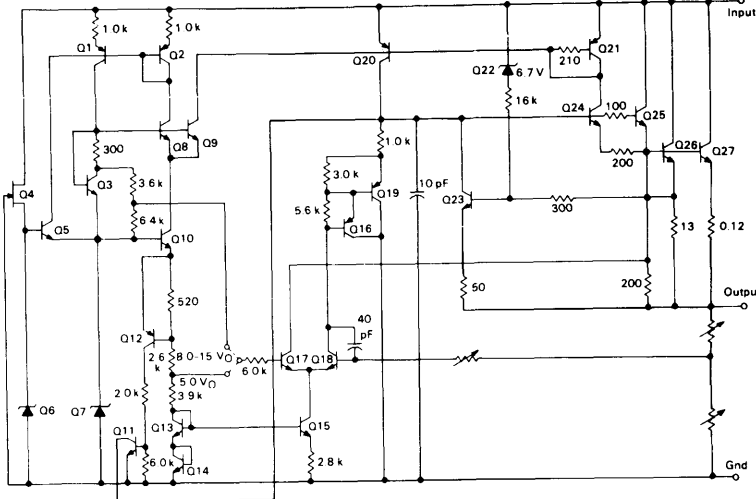 Input
1.0 k
1.0 k
Q1
Q2
Q20
Q21
210
Q22
6.7 V
16 k
Q24
100
Q25
Q26
Q27
Q8
Q9
300
1.0 k
200
Q4
Q3
3.6 k
3.0 k
Q19
10 pF
Q23
300
6.4 k
5.6 k
Q16
13
0.12
Q5
Q10
520
50
200
Output
40
pF
Q12
2.6
k
8.0-15 V
5.0 V
6.0 k
Q17
Q18
3.9 k
2.0 k
Q6
Q7
Q11
Q13
Q15
6.0 k
Q14
2.8 k
Gnd